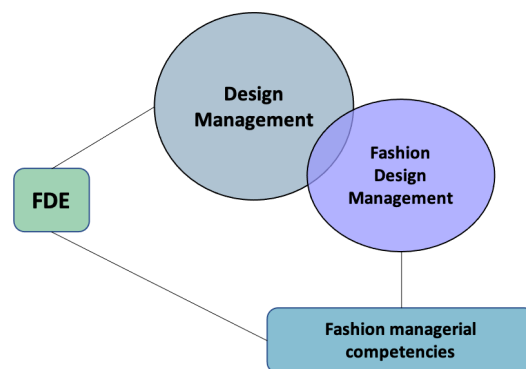 Design
Management
Fashion
Design
Management
FDE
Fashion managerial
competencies